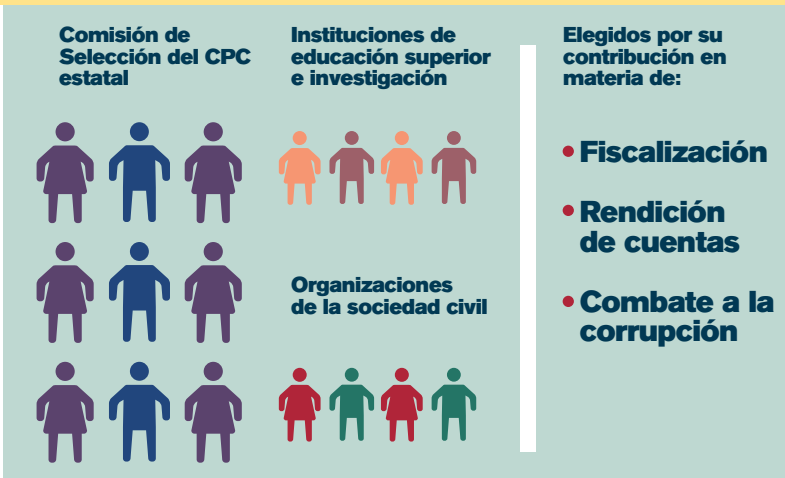 Comisión de
Selección del CPC
estatal
Instituciones de
educación superior
e investigación
Organizaciones
de la sociedad civil
Elegidos por su
contribución en
materia de:
• Fiscalización
• Rendición
de cuentas
• Combate a la
corrupción